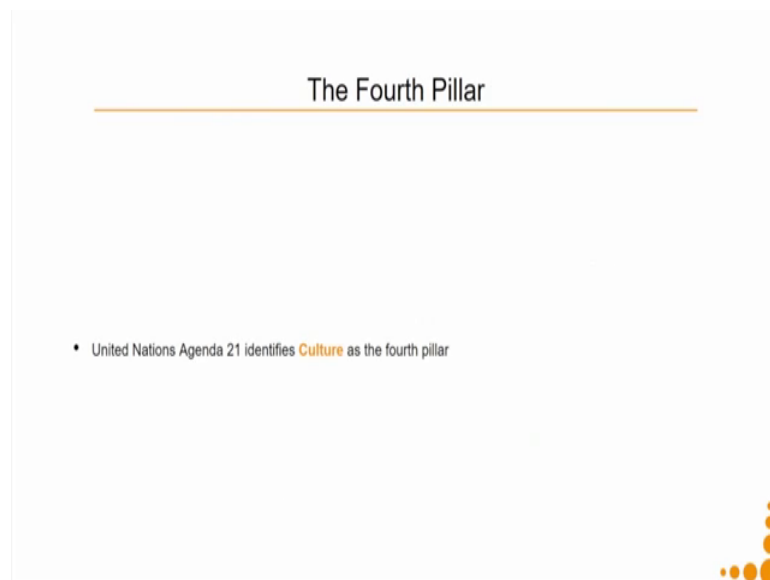 The Fourth Pillar
• United Nations Agenda 21 identifies Culture as the fourth pillar